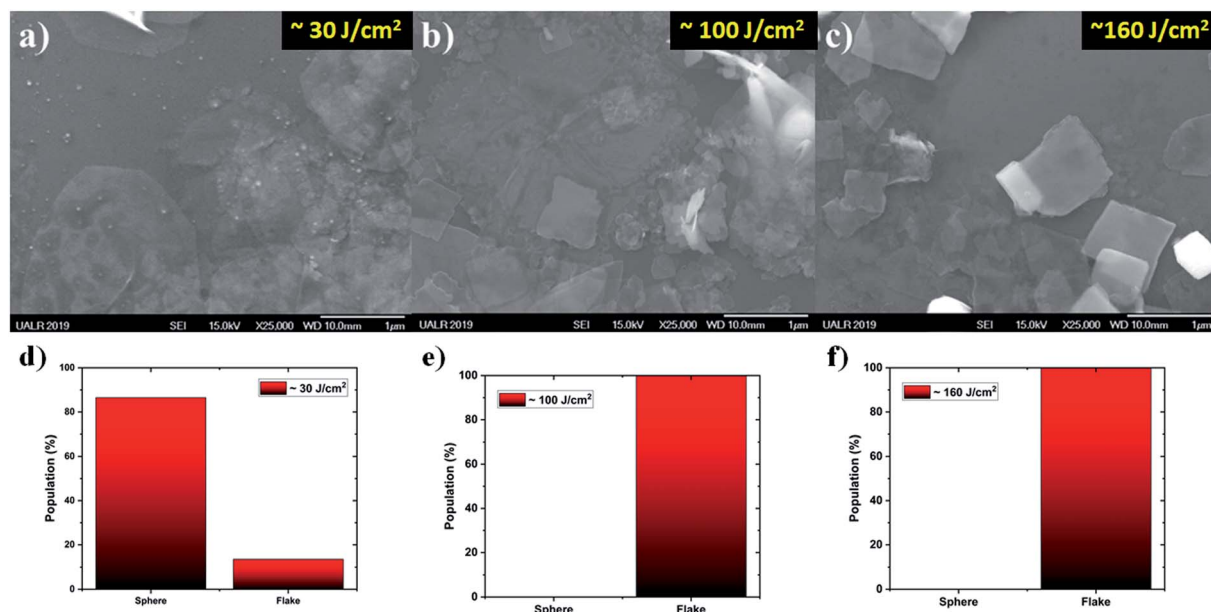 a)
~ 30 J/cm²
b)
~ 100 J/cm²
c)
~160 J/cm²
UALR 2019 SEI 15.0kV X25,000 WD 10.0mm 1μm
UALR 2019 SEI 15.0kV X25,000 WD 10.0mm 1μm
UALR 2019 SEI 15.0kV X25,000 WD 10.0mm 1μm
d)
100
80
60
40
20
0
Population (%)
~ 30 J/cm²
Sphere Flake
e)
100
80
60
40
20
0
Population (%)
~ 100 J/cm²
Sphere Flake
f)
100
80
60
40
20
0
Population (%)
~ 160 J/cm²
Sphere Flake